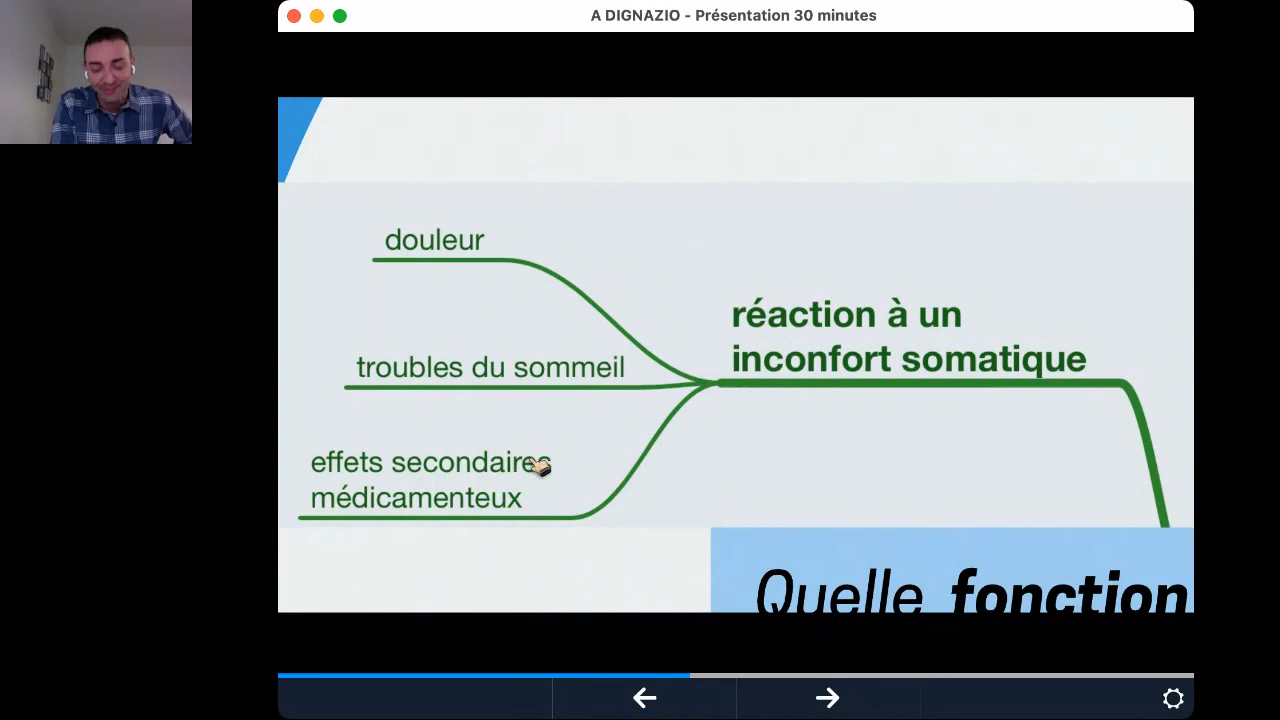 A DIGNAZIO - Présentation 30 minutes
douleur
réaction à un
inconfort somatique
troubles du sommeil
effets secondaires
médicamenteux
Quelle fonction